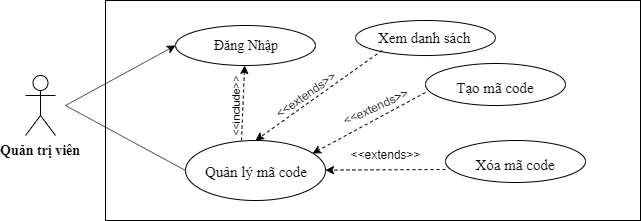 Đăng Nhập
Xem danh sách
<<extends>>
Tạo mã code
<<include>>
<<extends>>
Quản trị viên
Quản lý mã code
<<extends>>
Xóa mã code